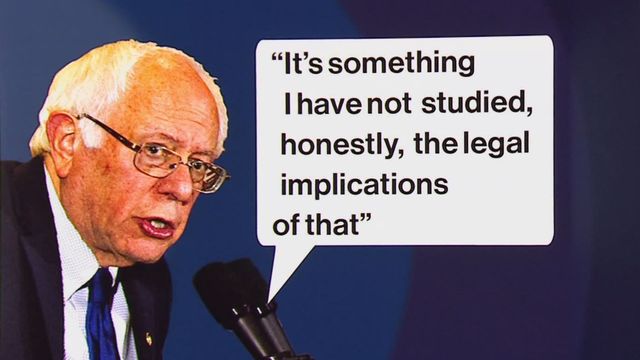 “It’s something
I have not studied,
honestly, the legal
implications
of that”